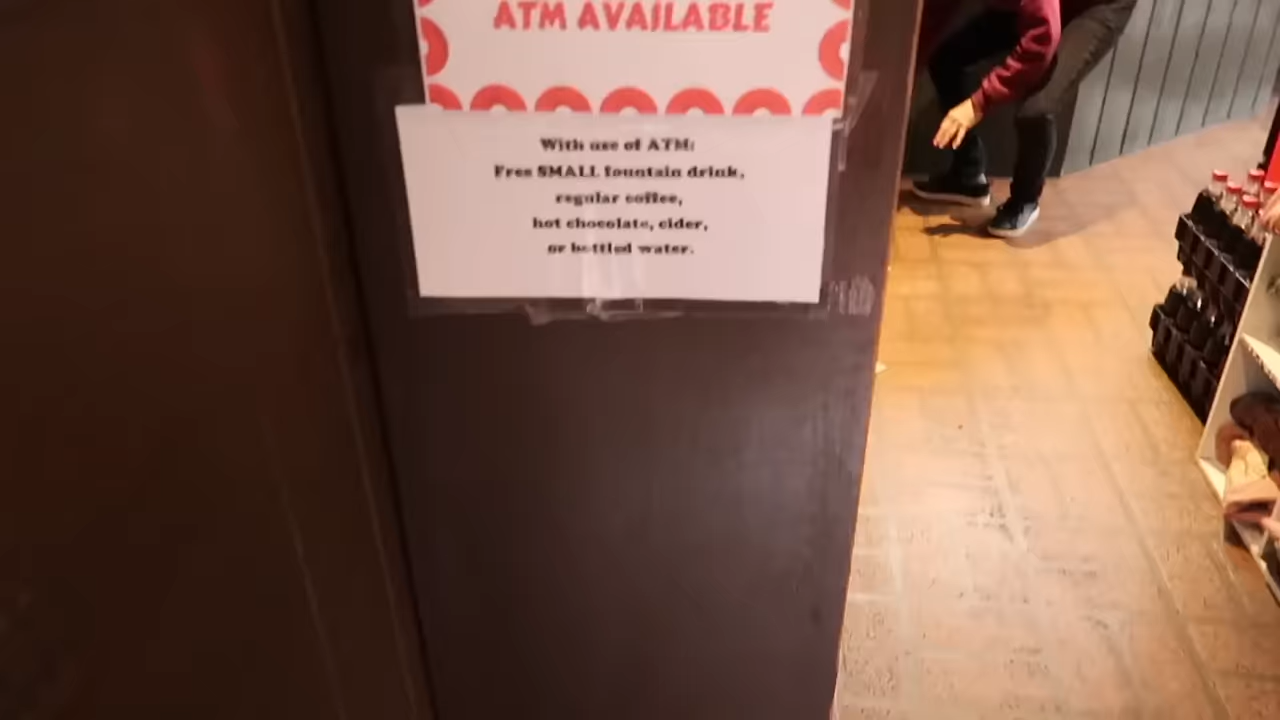 ATM AVAILABLE
With use of ATM:
Free SMALL fountain drink,
regular coffee,
hot chocolate, cider,
or bottled water.